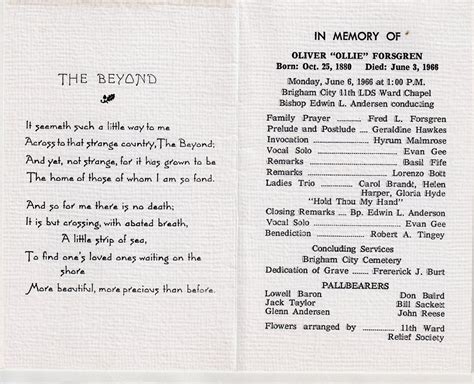 THE BEYOND
It seemeth such a little way to me
Across to that strange country, The Beyond;
And yet, not strange, for it has grown to be
The home of those of whom I am so fond.
And so for me there is no death;
It is but crossing, with abated breath,
A little strip of sea,
To find one's loved ones waiting on the
shore
More beautiful, more precious than before.
IN MEMORY OF
OLIVER "OLLIE" FORSGREN
Born: Oct. 25, 1880 Died: June 3, 1966
Monday, June 6, 1966 at 1:00 P.M.
Brigham City 11th LDS Ward Chapel
Bishop Edwin L. Andersen conducting
Family Prayer ---- Fred L. Forsgren
Prelude and Postlude -- Geraldine Hawkes
Invocation ---- Hyrum Malmrose
Vocal Solo ---- Evan Gee
Remarks ---- Basil Fife
Remarks ---- Lorenzo Bott
Ladies Trio ---- Carol Brandt, Helen
Harper, Gloria Hyde
"Hold Thou My Hand"
Closing Remarks -- Bp. Edwin L. Anderson
Vocal Solo ---- Evan Gee
Benediction ---- Robert A. Tingey
Concluding Services
Brigham City Cemetery
Dedication of Grave -- Frererick J. Burt
PALLBEARERS
Lowell Baron Don Baird
Jack Taylor Bill Sackett
Glenn Andersen John Reese
Flowers arranged by ---- 11th Ward
Relief Society